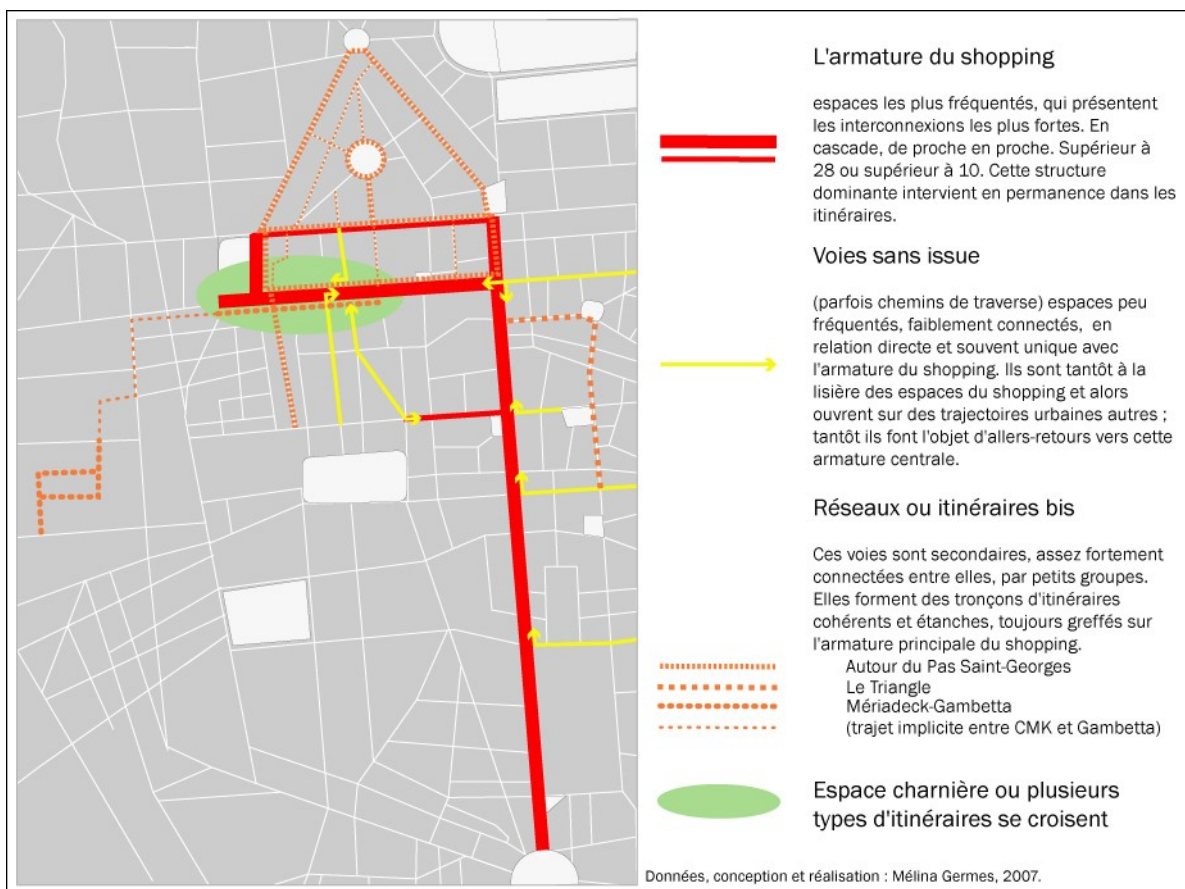 L'armature du shopping
espaces les plus fréquentés, qui présentent
les interconnexions les plus fortes. En
cascade, de proche en proche. Supérieur à
28 ou supérieur à 10. Cette structure
dominante intervient en permanence dans les
itinéraires.
Voies sans issue
(parfois chemins de traverse) espaces peu
fréquentés, faiblement connectés, en
relation directe et souvent unique avec
l'armature du shopping. Ils sont tantôt à la
lisière des espaces du shopping et alors
ouvrent sur des trajectoires urbaines autres ;
tantôt ils font l'objet d'allers-retours vers cette
armature centrale.
Réseaux ou itinéraires bis
Ces voies sont secondaires, assez fortement
connectées entre elles, par petits groupes.
Elles forment des tronçons d'itinéraires
cohérents et étanches, toujours greffés sur
l'armature principale du shopping.
Autour du Pas Saint-Georges
Le Triangle
Mériadeck-Gambetta
(trajet implicite entre CMK et Gambetta)
Espace charnière ou plusieurs
types d'itinéraires se croisent
Données, conception et réalisation : Mélina Germes, 2007.